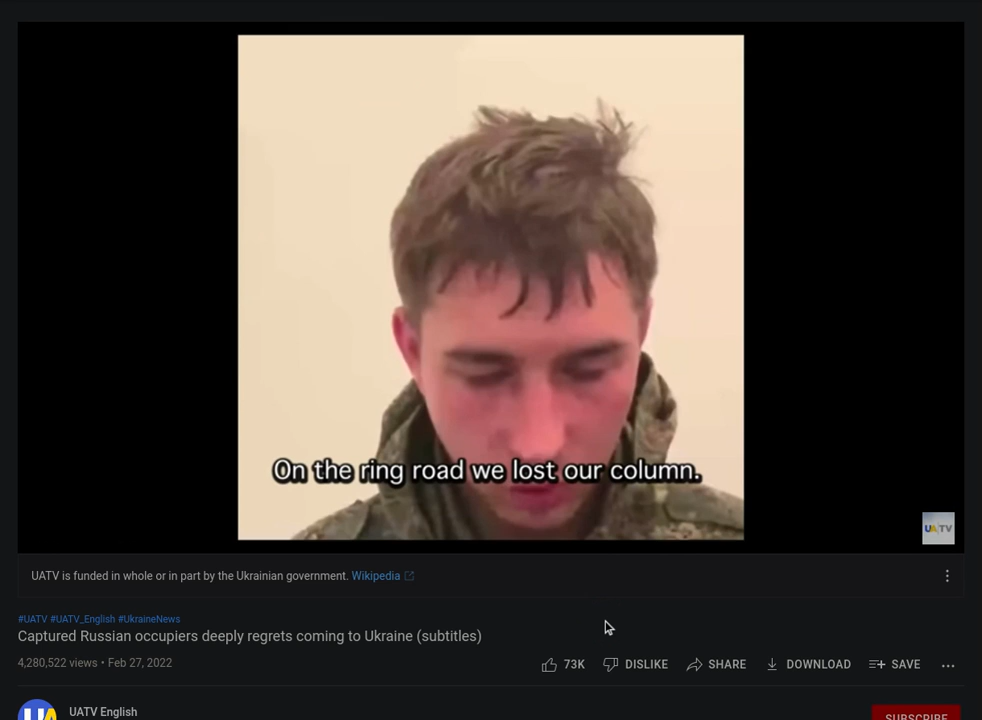 On the ring road we lost our column.
UATV
UATV is funded in whole or in part by the Ukrainian government. Wikipedia
#UATV #UATV_English #UkraineNews
Captured Russian occupiers deeply regrets coming to Ukraine (subtitles)
4,280,522 views • Feb 27, 2022
73K DISLIKE SHARE DOWNLOAD SAVE
UA
UATV English
SUBSCRIBE